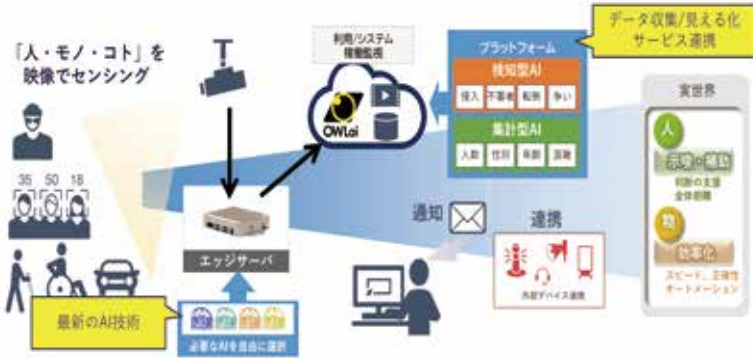 「人・モノ・コト」を
映像でセンシング
35 50 18
最新のAI技術
エッジサーバ
必要なAIを自由に選択
利用/システム
稼働監視
OWLai
プラットフォーム
検知型AI
侵入 不審者 転倒 争い
集計型AI
人数 性別 年齢 距離
データ収集/見える化
サービス連携
通知
連携
外部デバイス連携
実世界
人
示唆・補助
判断の支援
全体俯瞰
物
効率化
スピード、正確性
オートメーション